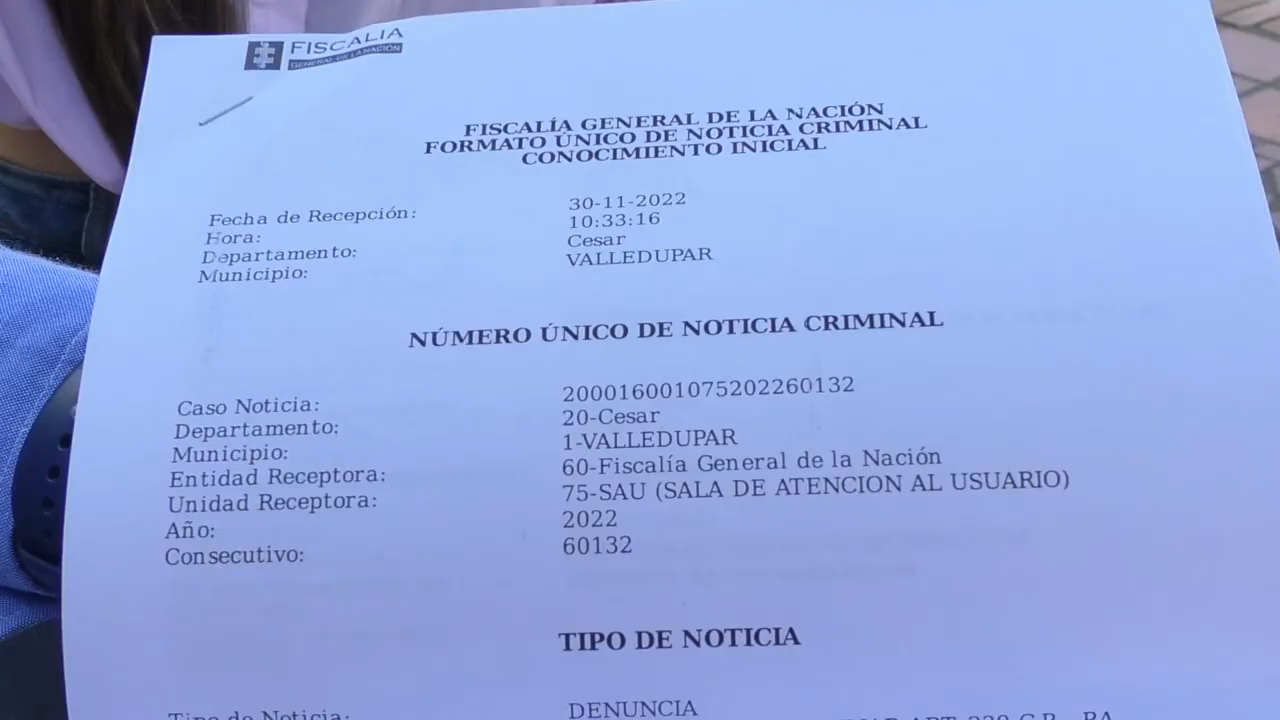 FISCALIA
GENERAL DE LA NACIÓN
FISCALÍA GENERAL DE LA NACIÓN
FORMATO ÚNICO DE NOTICIA CRIMINAL
CONOCIMIENTO INICIAL
Fecha de Recepción: 30-11-2022
Hora: 10:33:16
Departamento: Cesar
Municipio: VALLEDUPAR
NÚMERO ÚNICO DE NOTICIA CRIMINAL
Caso Noticia: 200016001075202260132
Departamento: 20-Cesar
Municipio: 1-VALLEDUPAR
Entidad Receptora: 60-Fiscalía General de la Nación
Unidad Receptora: 75-SAU (SALA DE ATENCION AL USUARIO)
Año: 2022
Consecutivo: 60132
TIPO DE NOTICIA
Tipo de Noticia: DENUNCIA